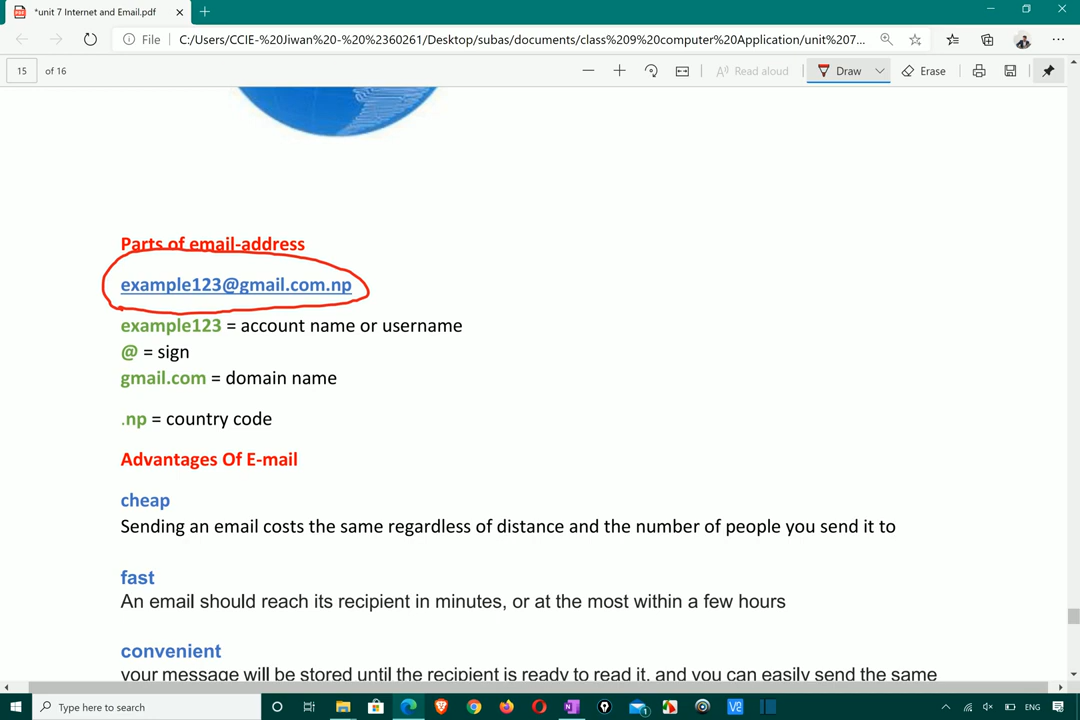 *unit 7 Internet and Email.pdf
File
C:/Users/CCIE-%20Jiwan%20-%20%2360261/Desktop/subas/documents/class%209%20computer%20Application/unit%207...
15 of 16
Read aloud
Draw
Erase
Parts of email-address
example123@gmail.com.np
example123 = account name or username
@ = sign
gmail.com = domain name
.np = country code
Advantages Of E-mail
cheap
Sending an email costs the same regardless of distance and the number of people you send it to
fast
An email should reach its recipient in minutes, or at the most within a few hours
convenient
your message will be stored until the recipient is ready to read it, and you can easily send the same
Type here to search
ENG